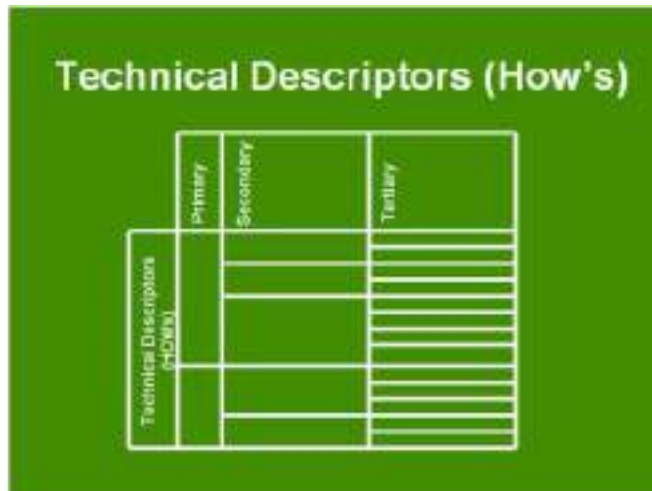 Technical Descriptors (How's)
Primary
Secondary
Tertiary
Technical Descriptors
(HOWs)